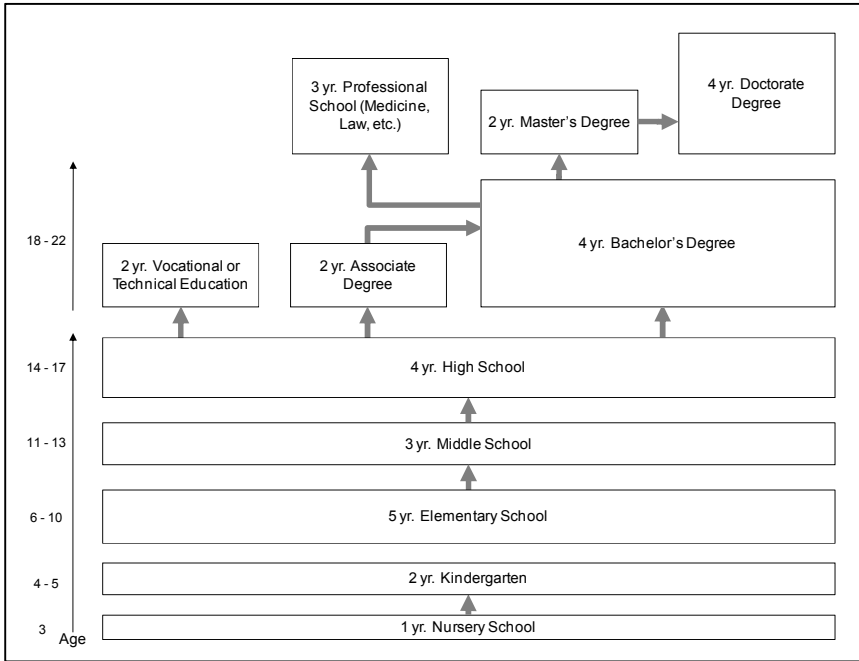 3 yr. Professional
School (Medicine,
Law, etc.)
2 yr. Master's Degree
4 yr. Doctorate
Degree
18 - 22
2 yr. Vocational or
Technical Education
2 yr. Associate
Degree
4 yr. Bachelor's Degree
14 - 17
4 yr. High School
11 - 13
3 yr. Middle School
6 - 10
5 yr. Elementary School
4 - 5
2 yr. Kindergarten
3
Age
1 yr. Nursery School